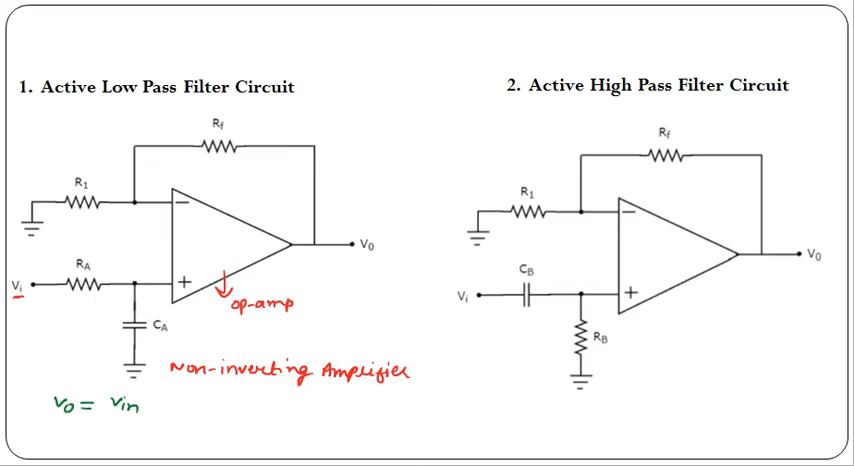 1. Active Low Pass Filter Circuit
Rf
R1
−
Vi
RA
+
V0
CA
op-amp
Non-inverting Amplifier
Vo = Vin
2. Active High Pass Filter Circuit
Rf
R1
−
CB
Vi
+
V0
RB